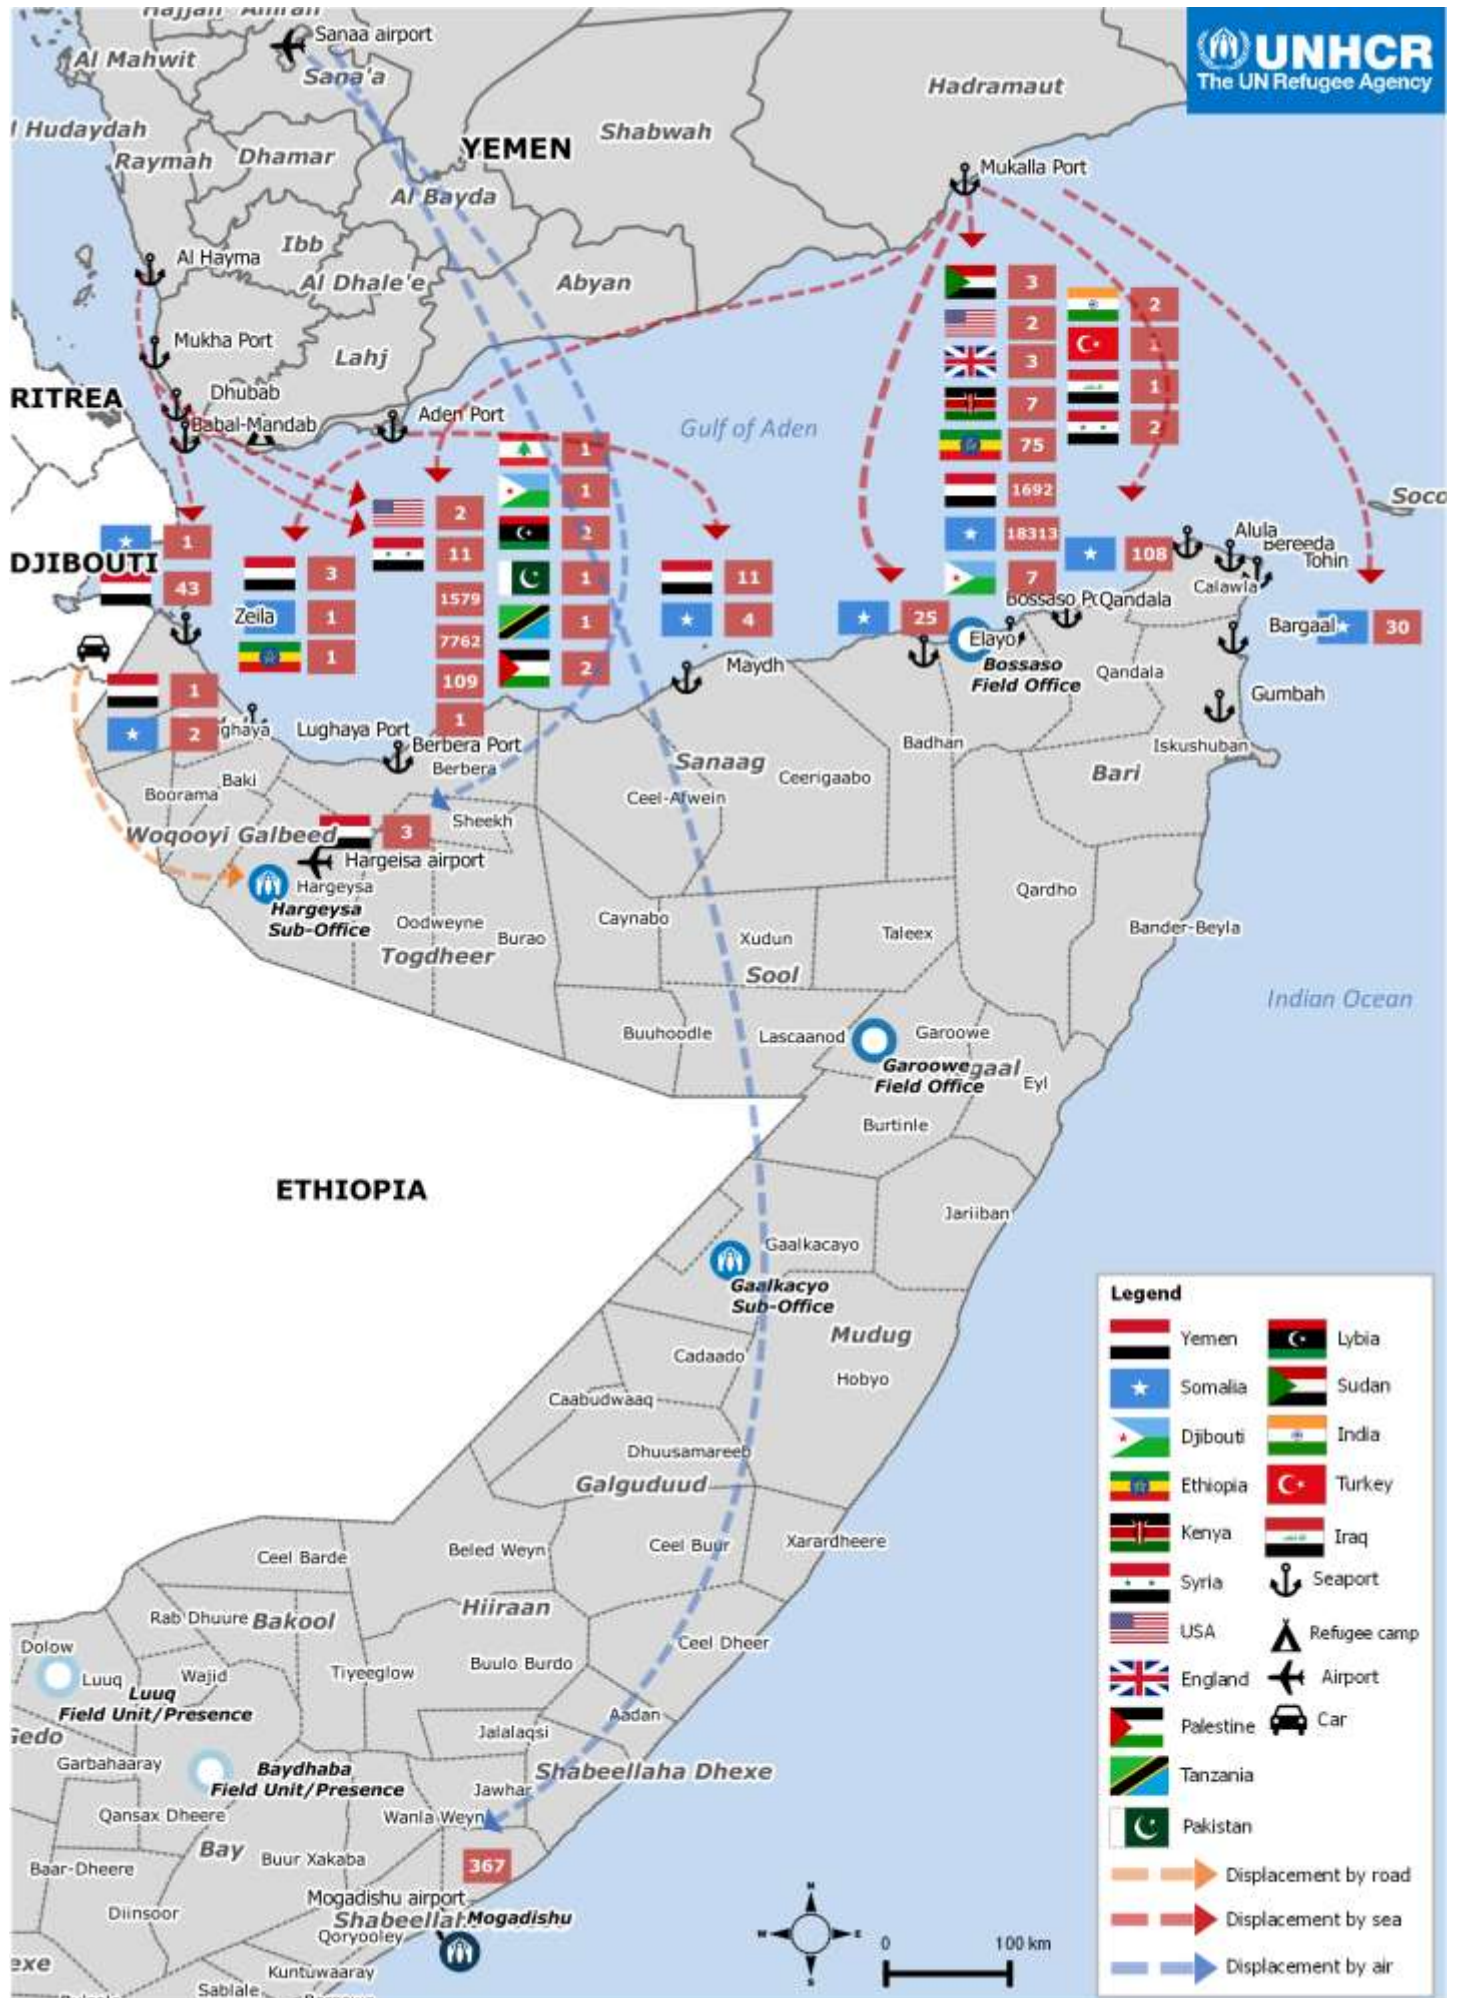 Hajjah Amran
Sanaa airport
Al Mahwit
Sana'a
UNHCR
The UN Refugee Agency
Hadramaut
l Hudaydah
Shabwah
YEMEN
Raymah
Dhamar
Mukalla Port
Al Bayda
Ibb
Al Hayma
Al Dhale'e
Abyan
3
2
2
Mukha Port
1
Lahj
3
1
Dhubab
RITREA
7
Aden Port
Babal-Mandab
Gulf of Aden
2
75
1
1
1692
Soco
2
18313
Alula
1
2
Bereeda
11
108
Tohin
DJIBOUTI
3
1
11
7
Calawla
43
1579
Bossaso Po
Qandala
Zeila
1
1
4
25
Elayo
Bargaal
30
7762
1
2
Maydh
Bossaso
Field Office
Qandala
109
1
Gumbah
2
1
ghaya
Lughaya Port
Berbera Port
Badhan
Iskushuban
Berbera
Sanaag
Bari
Baki
Ceerigaabo
Boorama
Ceel-Afwein
Sheekh
Woqooyi Galbeed
3
Hargeisa airport
Hargeysa
Qardho
Hargeysa
Sub-Office
Oodweyne
Caynabo
Bander-Beyla
Burao
Xudun
Taleex
Togdheer
Sool
Indian Ocean
Buuhoodle
Lascaanod
Garoowe
Garoowe
gaal
Field Office
Eyl
Burtinle
ETHIOPIA
Jariiban
Gaalkacayo
Gaalkacyo
Sub-Office
Mudug
Cadaado
Hobyo
Caabudwaaq
Dhuusamareeb
Galguduud
Ceel Barde
Beled Weyn
Ceel Buur
Xarardheere
Rab Dhuure
Bakool
Hiiraan
Dolow
Ceel Dheer
Luuq
Wajid
Tiyeeglow
Buulo Burdo
Luuq
Field Unit/Presence
Aadan
Gedo
Jalalaqsi
Garbahaaray
Baydhaba
Field Unit/Presence
Shabeellaha Dhexe
Jawhar
Qansax Dheere
Wanla Weyn
Bay
Baar-Dheere
Buur Xakaba
367
Mogadishu airport
Diinsoor
Shabeellah
Mogadishu
Qoryooley
exe
Kuntuwaaray
Sablale
N
W
E
S
0
100 km
Legend
Yemen
Lybia
Somalia
Sudan
Djibouti
India
Ethiopia
Turkey
Kenya
Iraq
Syria
Seaport
USA
Refugee camp
England
Airport
Palestine
Car
Tanzania
Pakistan
Displacement by road
Displacement by sea
Displacement by air